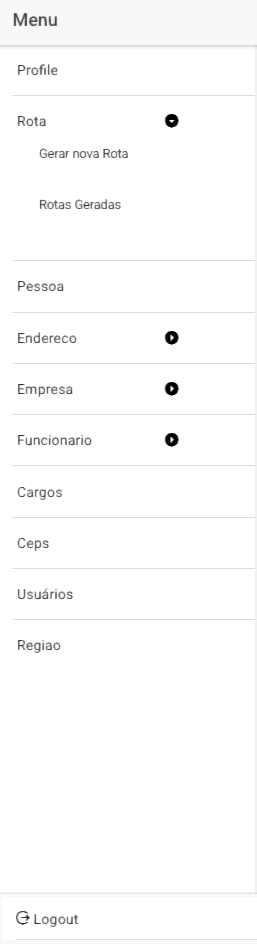 Menu
Profile
Rota
Gerar nova Rota
Rotas Geradas
Pessoa
Endereco
Empresa
Funcionario
Cargos
Ceps
Usuários
Regiao
Logout